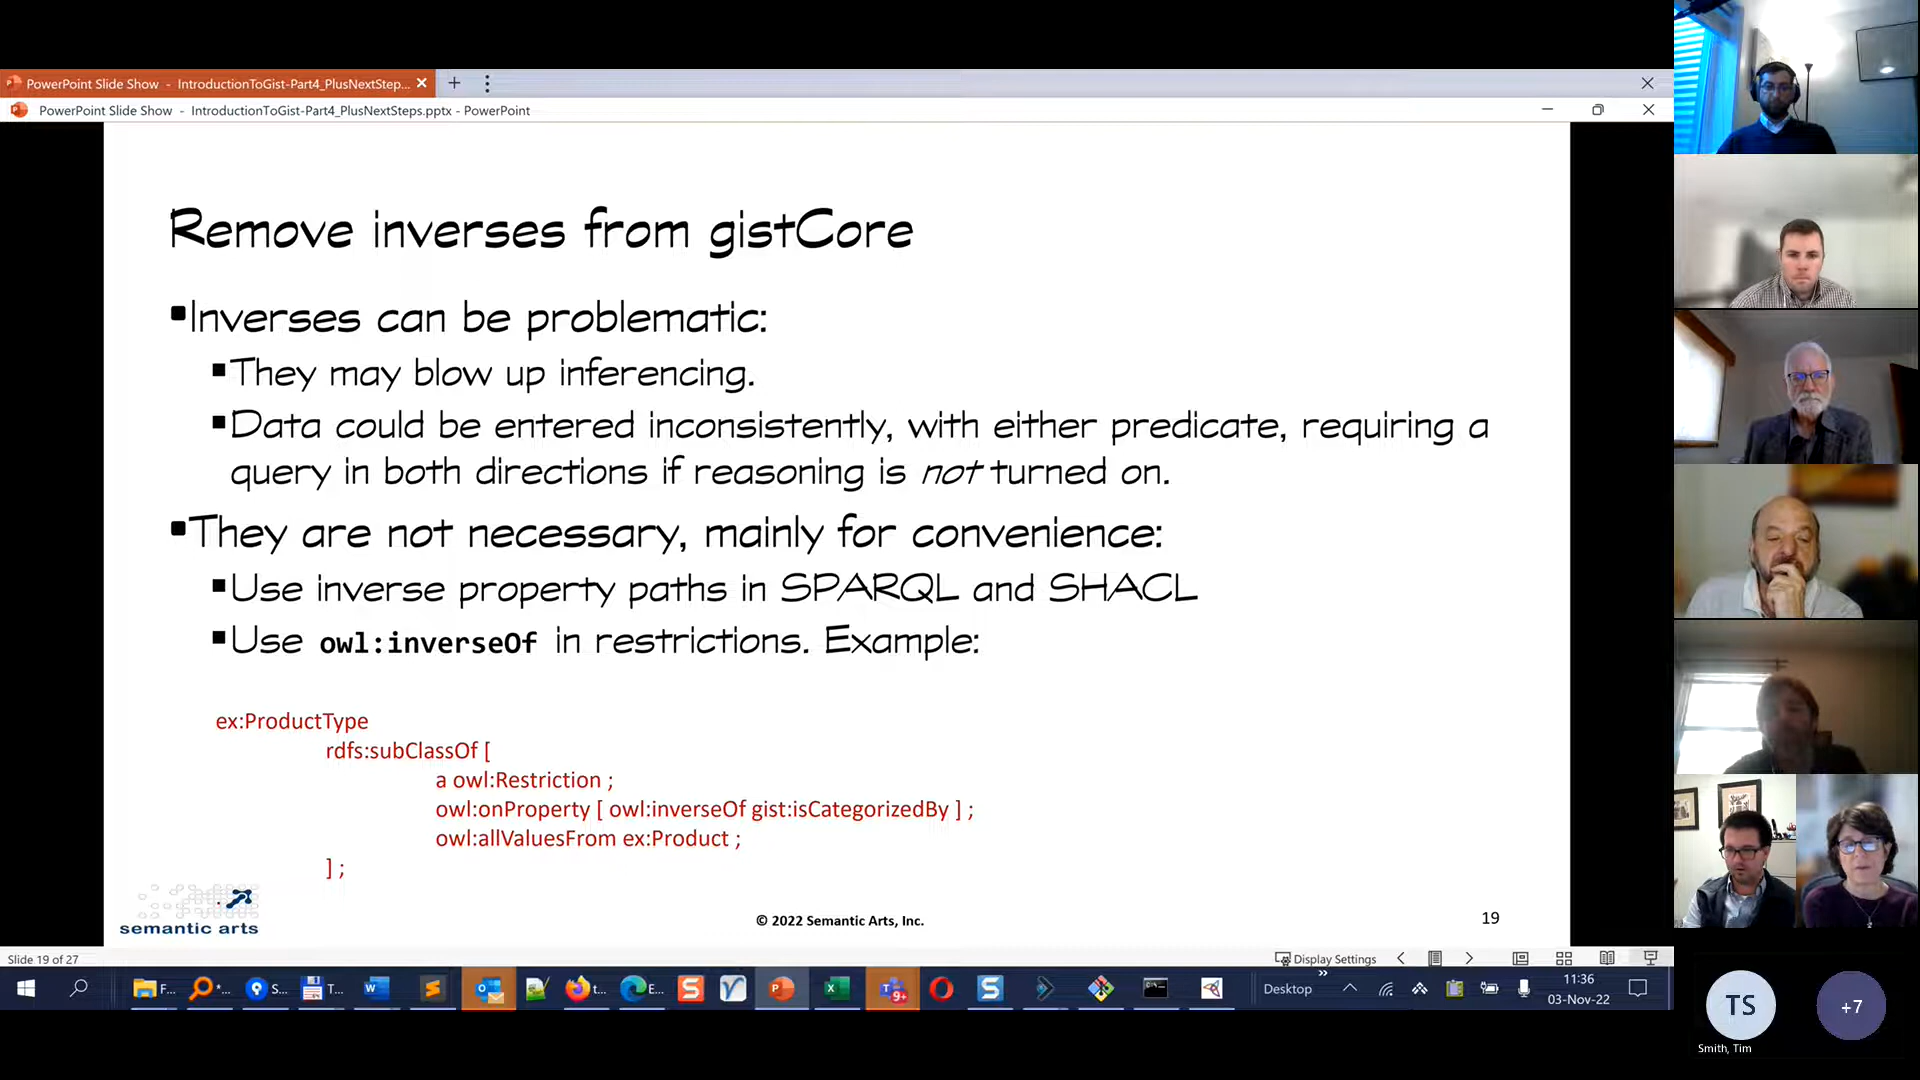 PowerPoint Slide Show - IntroductionToGist-Part4_PlusNextStep...
PowerPoint Slide Show - IntroductionToGist-Part4_PlusNextSteps.pptx - PowerPoint
Remove inverses from gistCore
▪Inverses can be problematic:
▪They may blow up inferencing.
▪Data could be entered inconsistently, with either predicate, requiring a
query in both directions if reasoning is not turned on.
▪They are not necessary, mainly for convenience:
▪Use inverse property paths in SPARQL and SHACL
▪Use owl:inverseOf in restrictions. Example:
ex:ProductType
rdfs:subClassOf [
a owl:Restriction ;
owl:onProperty [ owl:inverseOf gist:isCategorizedBy ] ;
owl:allValuesFrom ex:Product ;
] ;
semantic arts
© 2022 Semantic Arts, Inc.
19
Slide 19 of 27
Display Settings
F...
*...
S...
T...
t...
E...
9+
Desktop
11:36
03-Nov-22
TS
+7
Smith, Tim